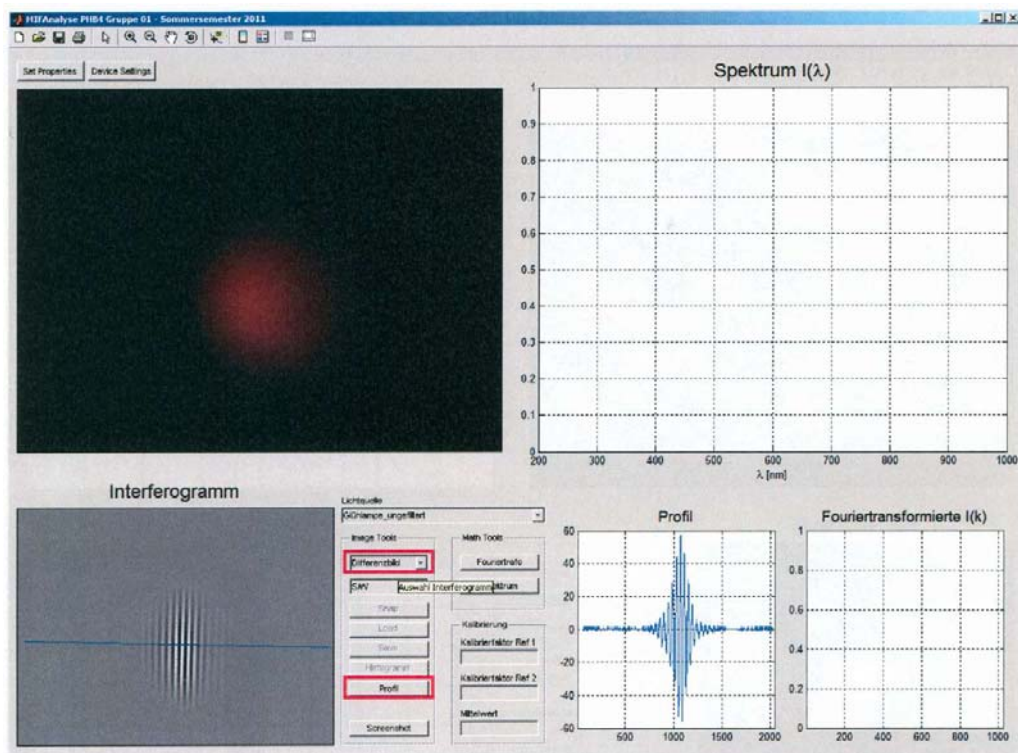 MIFAnalyse PHB4 Gruppe 01 - Sommersemester 2011
Set Properties
Device Settings
Spektrum I(λ)
1
0.9
0.8
0.7
0.6
0.5
0.4
0.3
0.2
0.1
0
200 300 400 500 600 700 800 900 1000
λ [nm]
Interferogramm
Lichtquelle
Glühlampe_ungefiltert
Image Tools
Differenzbild
S/W
Auswahl Interferogramm
Snap
Load
Save
Histogramm
Profil
Screenshot
Math Tools
Fouriertrafo
ktrum
Kalibrierung
Kalibrierfaktor Ref 1
Kalibrierfaktor Ref 2
Mittelwert
Profil
60
40
20
0
-20
-40
-60
500 1000 1500 2000
Fouriertransformierte I(k)
1
0.8
0.6
0.4
0.2
0
200 400 600 800 1000